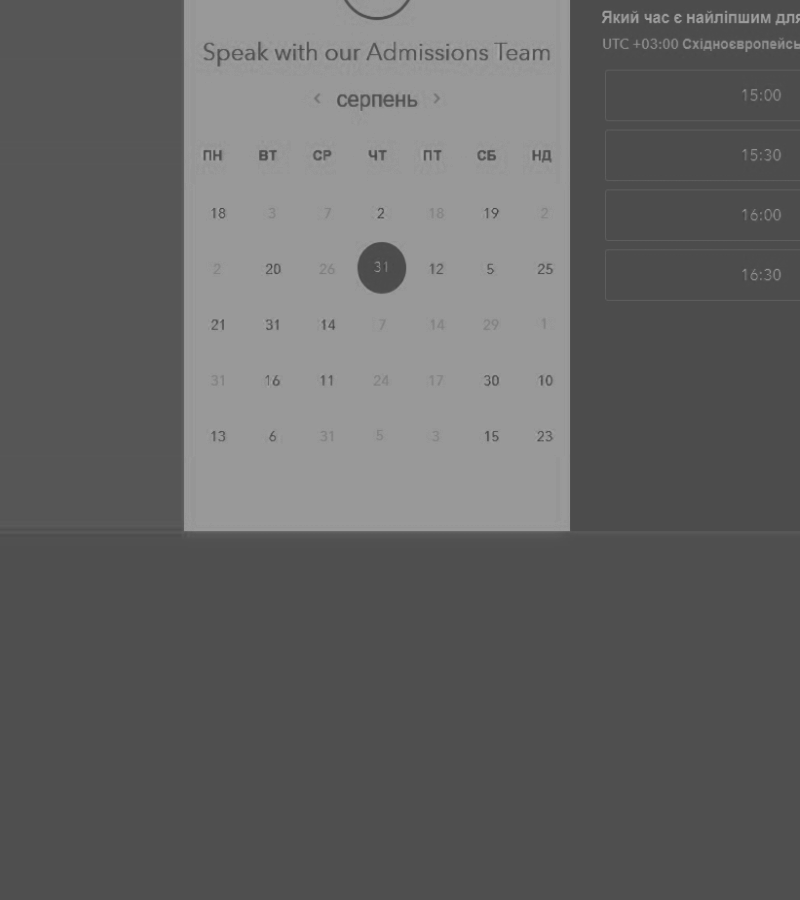 Speak with our Admissions Team
‹ серпень ›
ПН ВТ СР ЧТ ПТ СБ НД
18 3 7 2 18 19 2
2 20 26 31 12 5 25
21 31 14 7 14 29 1
31 16 11 24 17 30 10
13 6 31 5 3 15 23
Який час є найліпшим для
UTC +03:00 Східноєвропейсь
15:00
15:30
16:00
16:30